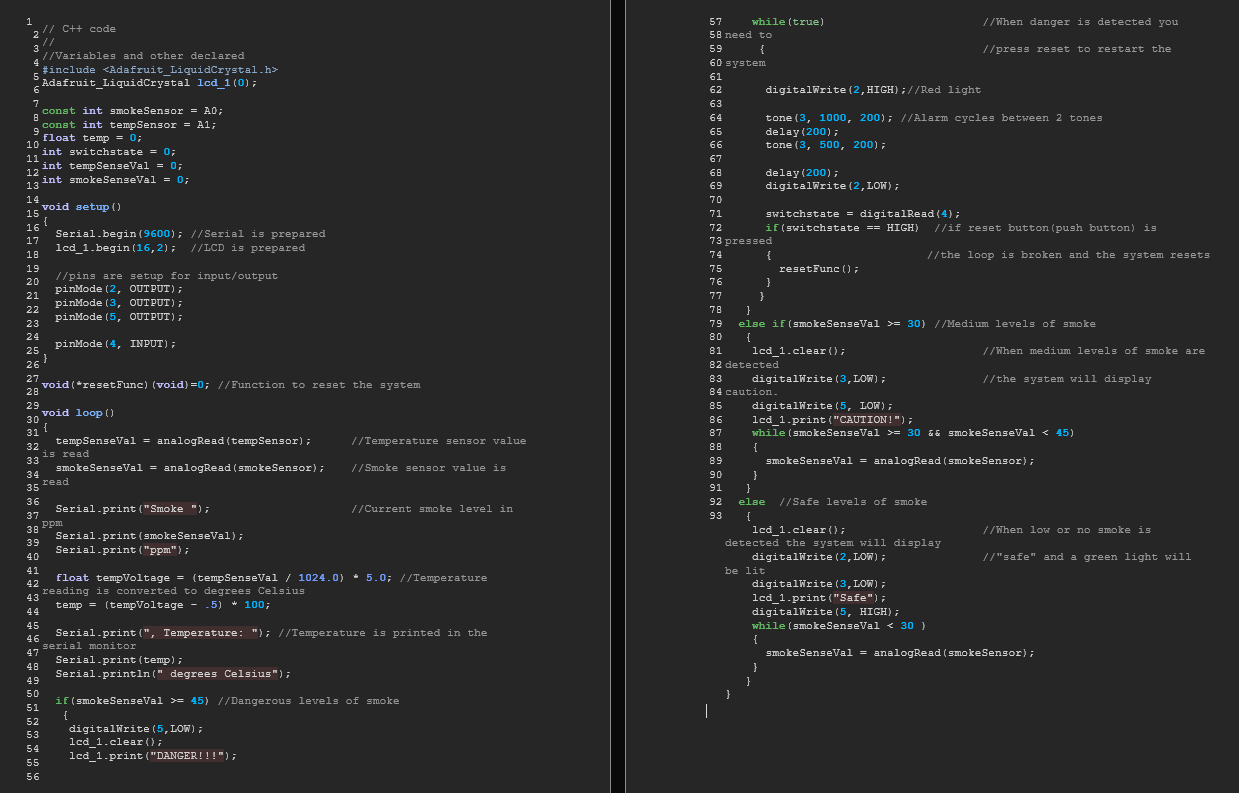 1 // C++ code
2 //
3 //Variables and other declared
4 #include <Adafruit_LiquidCrystal.h>
5 Adafruit_LiquidCrystal lcd_1(0);
6
7 const int smokeSensor = A0;
8 const int tempSensor = A1;
9 float temp = 0;
10 int switchstate = 0;
11 int tempSenseVal = 0;
12 int smokeSenseVal = 0;
13
14 void setup()
15 {
16   Serial.begin(9600); //Serial is prepared
17   lcd_1.begin(16,2);  //LCD is prepared
18
19   //pins are setup for input/output
20   pinMode(2, OUTPUT);
21   pinMode(3, OUTPUT);
22   pinMode(5, OUTPUT);
23
24   pinMode(4, INPUT);
25 }
26
27 void(*resetFunc)(void)=0; //Function to reset the system
28
29 void loop()
30 {
31   tempSenseVal = analogRead(tempSensor);      //Temperature sensor value
32 is read
33   smokeSenseVal = analogRead(smokeSensor);    //Smoke sensor value is
34 read
35
36   Serial.print("Smoke ");                     //Current smoke level in
37 ppm
38   Serial.print(smokeSenseVal);
39   Serial.print("ppm");
40
41   float tempVoltage = (tempSenseVal / 1024.0) * 5.0; //Temperature
42 reading is converted to degrees Celsius
43   temp = (tempVoltage - .5) * 100;
44
45   Serial.print(", Temperature: "); //Temperature is printed in the
46 serial monitor
47   Serial.print(temp);
48   Serial.println(" degrees Celsius");
49
50   if(smokeSenseVal >= 45) //Dangerous levels of smoke
51    {
52     digitalWrite(5,LOW);
53     lcd_1.clear();
54     lcd_1.print("DANGER!!!");
55
56
57     while(true)                       //When danger is detected you
58 need to
59      {                                //press reset to restart the
60 system
61
62       digitalWrite(2,HIGH);//Red light
63
64       tone(3, 1000, 200); //Alarm cycles between 2 tones
65       delay(200);
66       tone(3, 500, 200);
67
68       delay(200);
69       digitalWrite(2,LOW);
70
71       switchstate = digitalRead(4);
72       if(switchstate == HIGH)  //if reset button(push button) is
73 pressed
74       {                       //the loop is broken and the system resets
75         resetFunc();
76       }
77      }
78    }
79   else if(smokeSenseVal >= 30) //Medium levels of smoke
80    {
81     lcd_1.clear();                    //When medium levels of smoke are
82 detected
83     digitalWrite(3,LOW);              //the system will display
84 caution.
85     digitalWrite(5, LOW);
86     lcd_1.print("CAUTION!");
87     while(smokeSenseVal >= 30 && smokeSenseVal < 45)
88     {
89       smokeSenseVal = analogRead(smokeSensor);
90     }
91    }
92   else  //Safe levels of smoke
93    {
    lcd_1.clear();                    //When low or no smoke is
detected the system will display
    digitalWrite(2,LOW);              //"safe" and a green light will
be lit
    digitalWrite(3,LOW);
    lcd_1.print("Safe");
    digitalWrite(5, HIGH);
    while(smokeSenseVal < 30 )
    {
      smokeSenseVal = analogRead(smokeSensor);
    }
   }
}